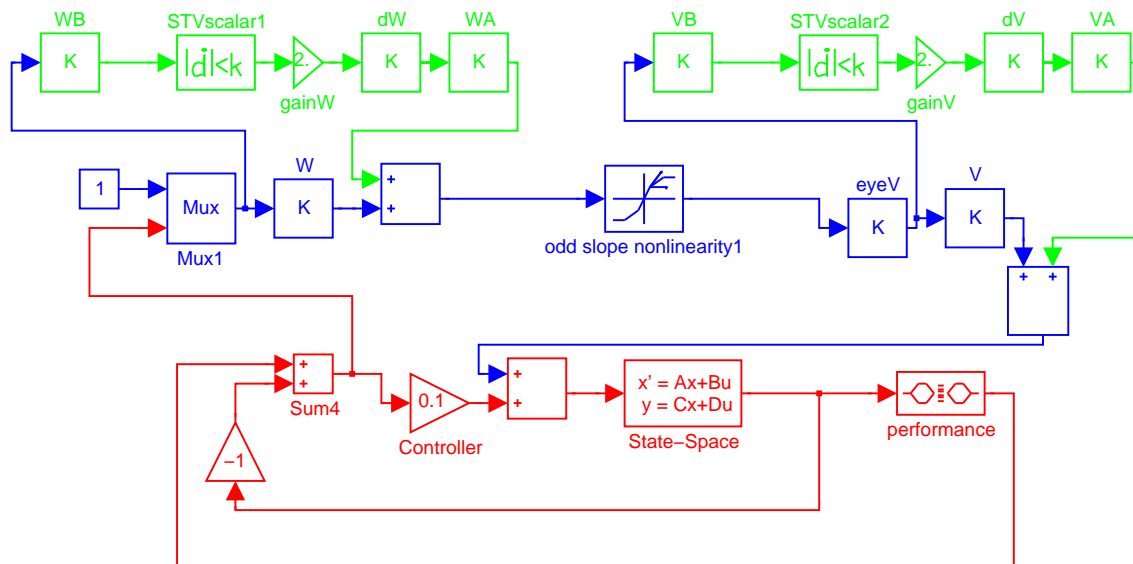 WB STVscalar1 dW WA VB STVscalar2 dV VA
K |d|<k 2. K K K |d|<k 2. K K
gainW gainV
W eyeV V
1 Mux K + + K K
Mux1 odd slope nonlinearity1
+ +
+ + 0.1 + + x' = Ax+Bu
y = Cx+Du
Sum4 Controller State−Space performance
−1